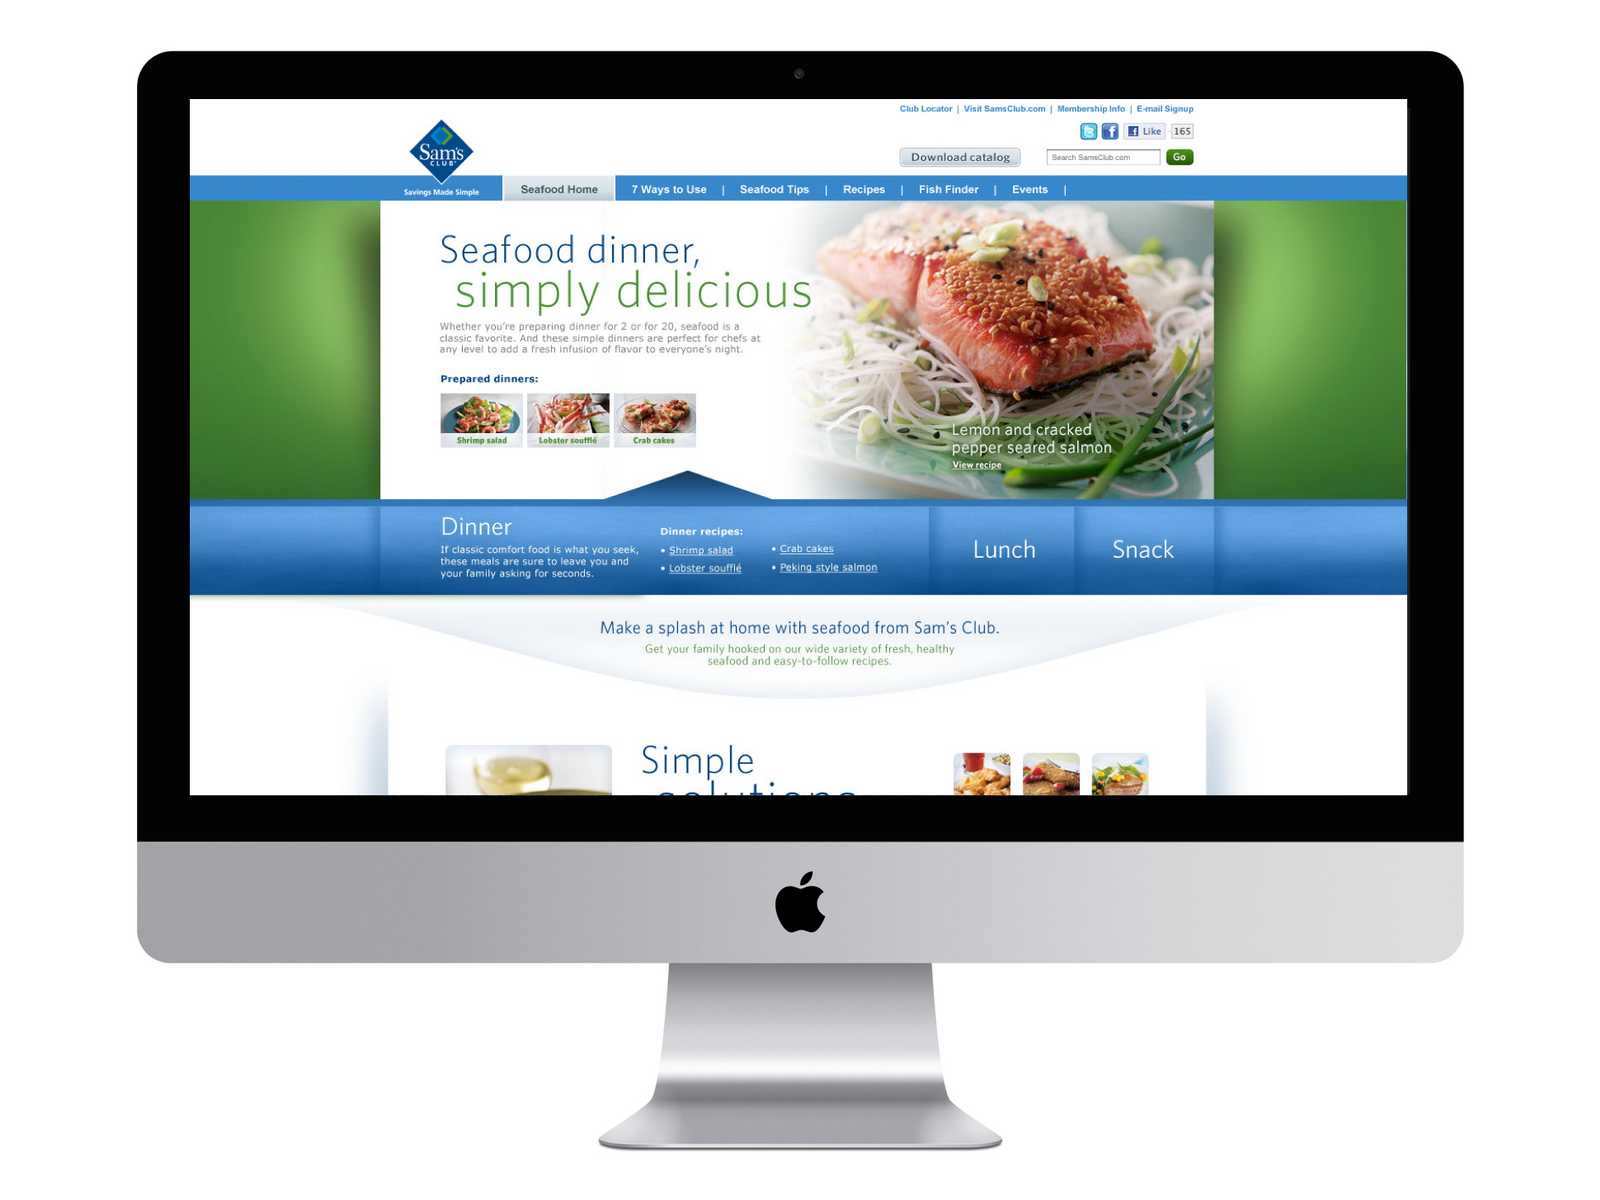 Club Locator | Visit SamsClub.com | Membership Info | E-mail Signup
Like 165
Sam's
CLUB
Savings Made Simple
Download catalog
Search SamsClub.com
Go
Seafood Home
7 Ways to Use | Seafood Tips | Recipes | Fish Finder | Events |
Seafood dinner,
simply delicious
Whether you're preparing dinner for 2 or for 20, seafood is a
classic favorite. And these simple dinners are perfect for chefs at
any level to add a fresh infusion of flavor to everyone's night.
Prepared dinners:
Shrimp salad
Lobster soufflé
Crab cakes
Lemon and cracked
pepper seared salmon
View recipe
Dinner
If classic comfort food is what you seek,
these meals are sure to leave you and
your family asking for seconds.
Dinner recipes:
• Shrimp salad
• Lobster soufflé
• Crab cakes
• Peking style salmon
Lunch
Snack
Make a splash at home with seafood from Sam's Club.
Get your family hooked on our wide variety of fresh, healthy
seafood and easy-to-follow recipes.
Simple
solutions